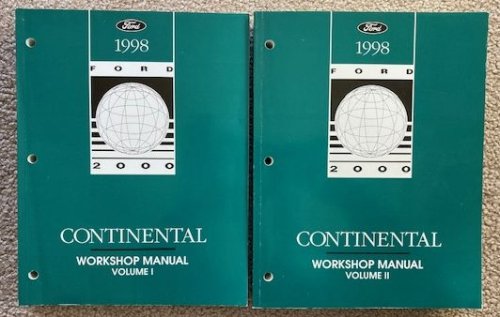 Ford
1998
FORD
2000
CONTINENTAL
WORKSHOP MANUAL
VOLUME I
Ford
1998
FORD
2000
CONTINENTAL
WORKSHOP MANUAL
VOLUME II